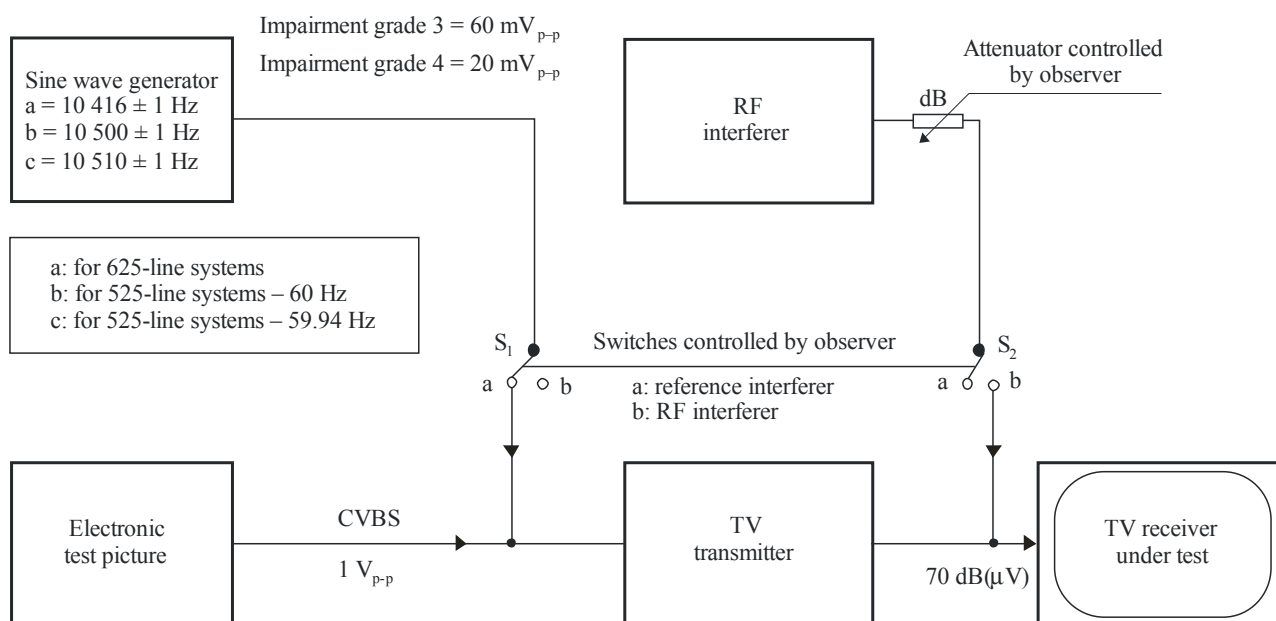 Impairment grade 3 = 60 mVp–p
Impairment grade 4 = 20 mVp–p
Sine wave generator
a = 10 416 ± 1 Hz
b = 10 500 ± 1 Hz
c = 10 510 ± 1 Hz
RF
interferer
dB
Attenuator controlled
by observer
a: for 625-line systems
b: for 525-line systems – 60 Hz
c: for 525-line systems – 59.94 Hz
S1
a
b
Switches controlled by observer
a: reference interferer
b: RF interferer
S2
a
b
Electronic
test picture
CVBS
1 Vp-p
TV
transmitter
70 dB(µV)
TV receiver
under test